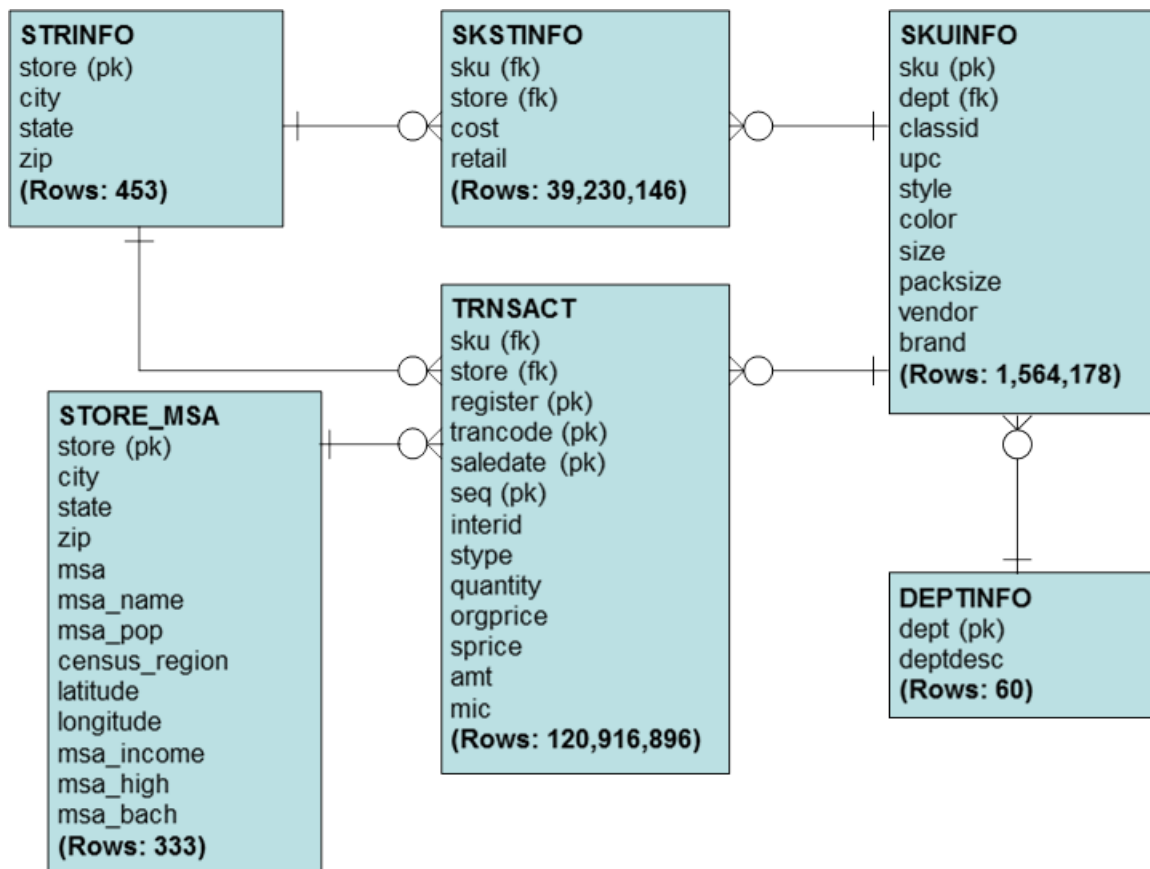 STRINFO
store (pk)
city
state
zip
(Rows: 453)
SKSTINFO
sku (fk)
store (fk)
cost
retail
(Rows: 39,230,146)
SKUINFO
sku (pk)
dept (fk)
classid
upc
style
color
size
packsize
vendor
brand
(Rows: 1,564,178)
TRNSACT
sku (fk)
store (fk)
register (pk)
trancode (pk)
saledate (pk)
seq (pk)
interid
stype
quantity
orgprice
sprice
amt
mic
(Rows: 120,916,896)
STORE_MSA
store (pk)
city
state
zip
msa
msa_name
msa_pop
census_region
latitude
longitude
msa_income
msa_high
msa_bach
(Rows: 333)
DEPTINFO
dept (pk)
deptdesc
(Rows: 60)